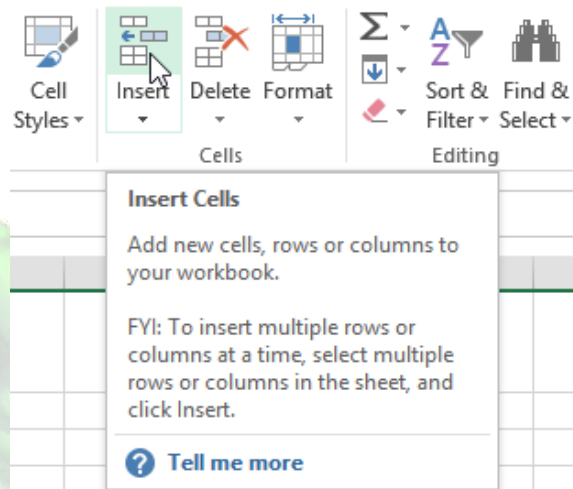 Cell Insert Delete Format Sort & Find &
Styles Filter Select
Cells Editing
Insert Cells
Add new cells, rows or columns to
your workbook.
FYI: To insert multiple rows or
columns at a time, select multiple
rows or columns in the sheet, and
click Insert.
? Tell me more